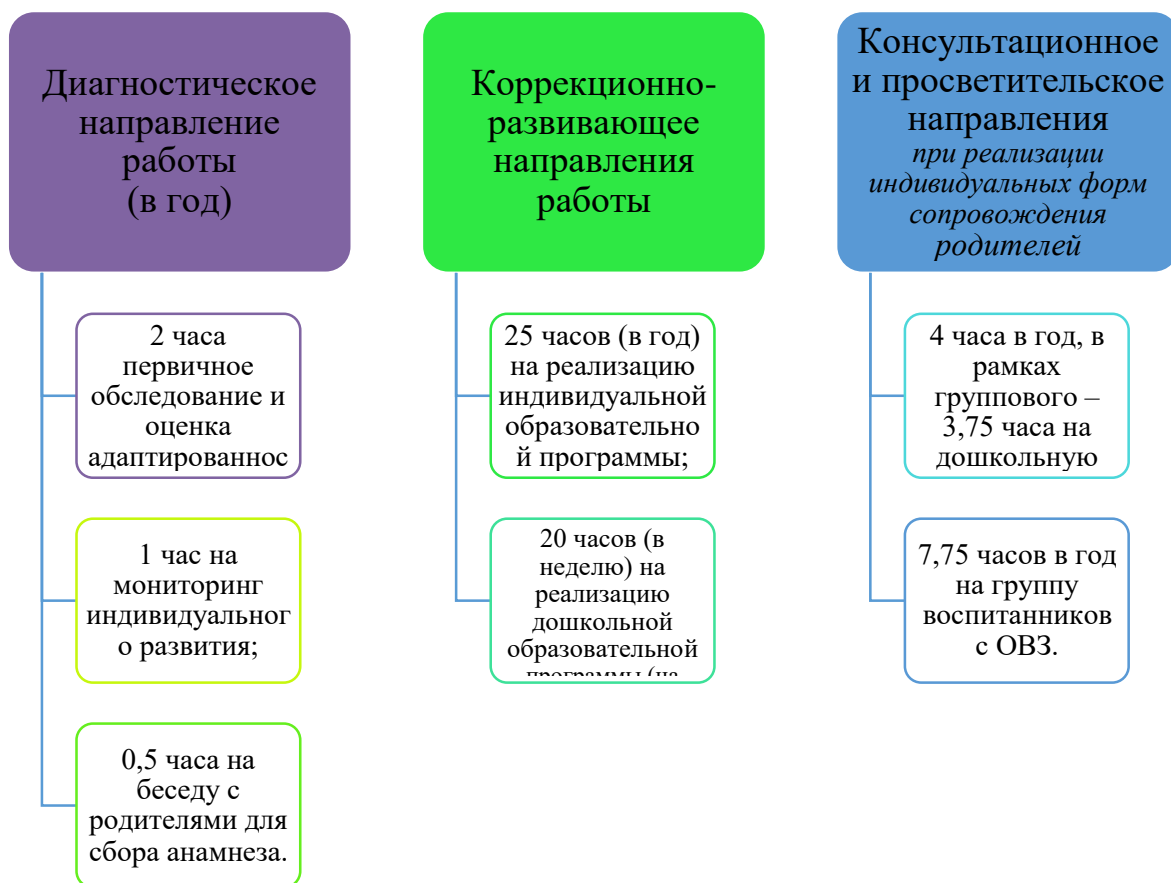 Диагностическое
направление
работы
(в год)
2 часа
первичное
обследование и
оценка
адаптированнос
1 час на
мониторинг
индивидуальног
о развития;
0,5 часа на
беседу с
родителями для
сбора анамнеза.
Коррекционно-
развивающее
направления
работы
25 часов (в год)
на реализацию
индивидуальной
образовательно
й программы;
20 часов (в
неделю) на
реализацию
дошкольной
образовательной
программы (на
Консультационное
и просветительское
направления
при реализации
индивидуальных форм
сопровождения
родителей
4 часа в год, в
рамках
группового –
3,75 часа на
дошкольную
7,75 часов в год
на группу
воспитанников
с ОВЗ.